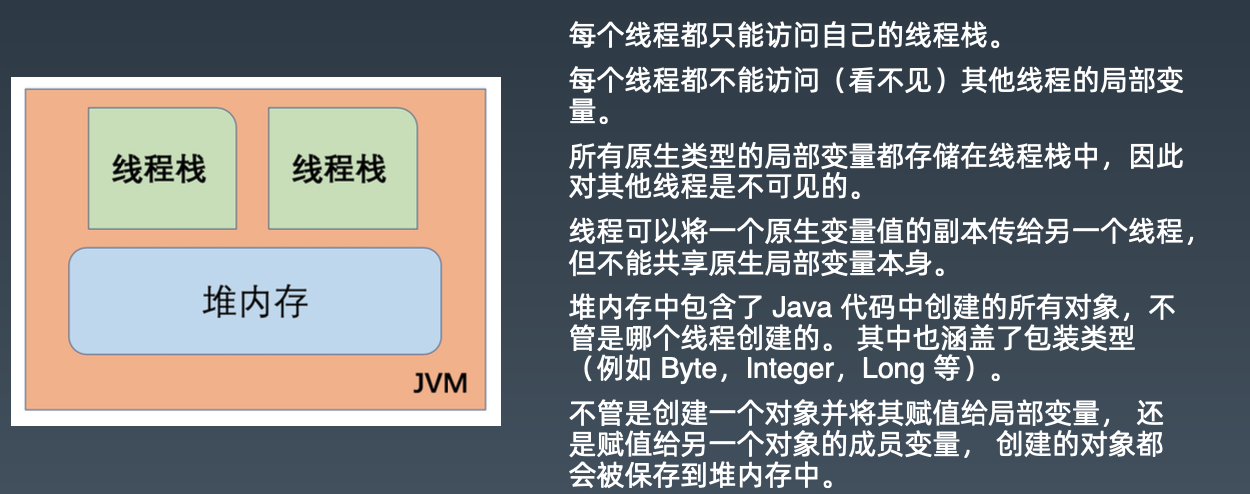 线程栈
线程栈
堆内存
JVM
每个线程都只能访问自己的线程栈。
每个线程都不能访问（看不见）其他线程的局部变
量。
所有原生类型的局部变量都存储在线程栈中，因此
对其他线程是不可见的。
线程可以将一个原生变量值的副本传给另一个线程，
但不能共享原生局部变量本身。
堆内存中包含了 Java 代码中创建的所有对象，不
管是哪个线程创建的。 其中也涵盖了包装类型
（例如 Byte，Integer，Long 等）。
不管是创建一个对象并将其赋值给局部变量， 还
是赋值给另一个对象的成员变量， 创建的对象都
会被保存到堆内存中。